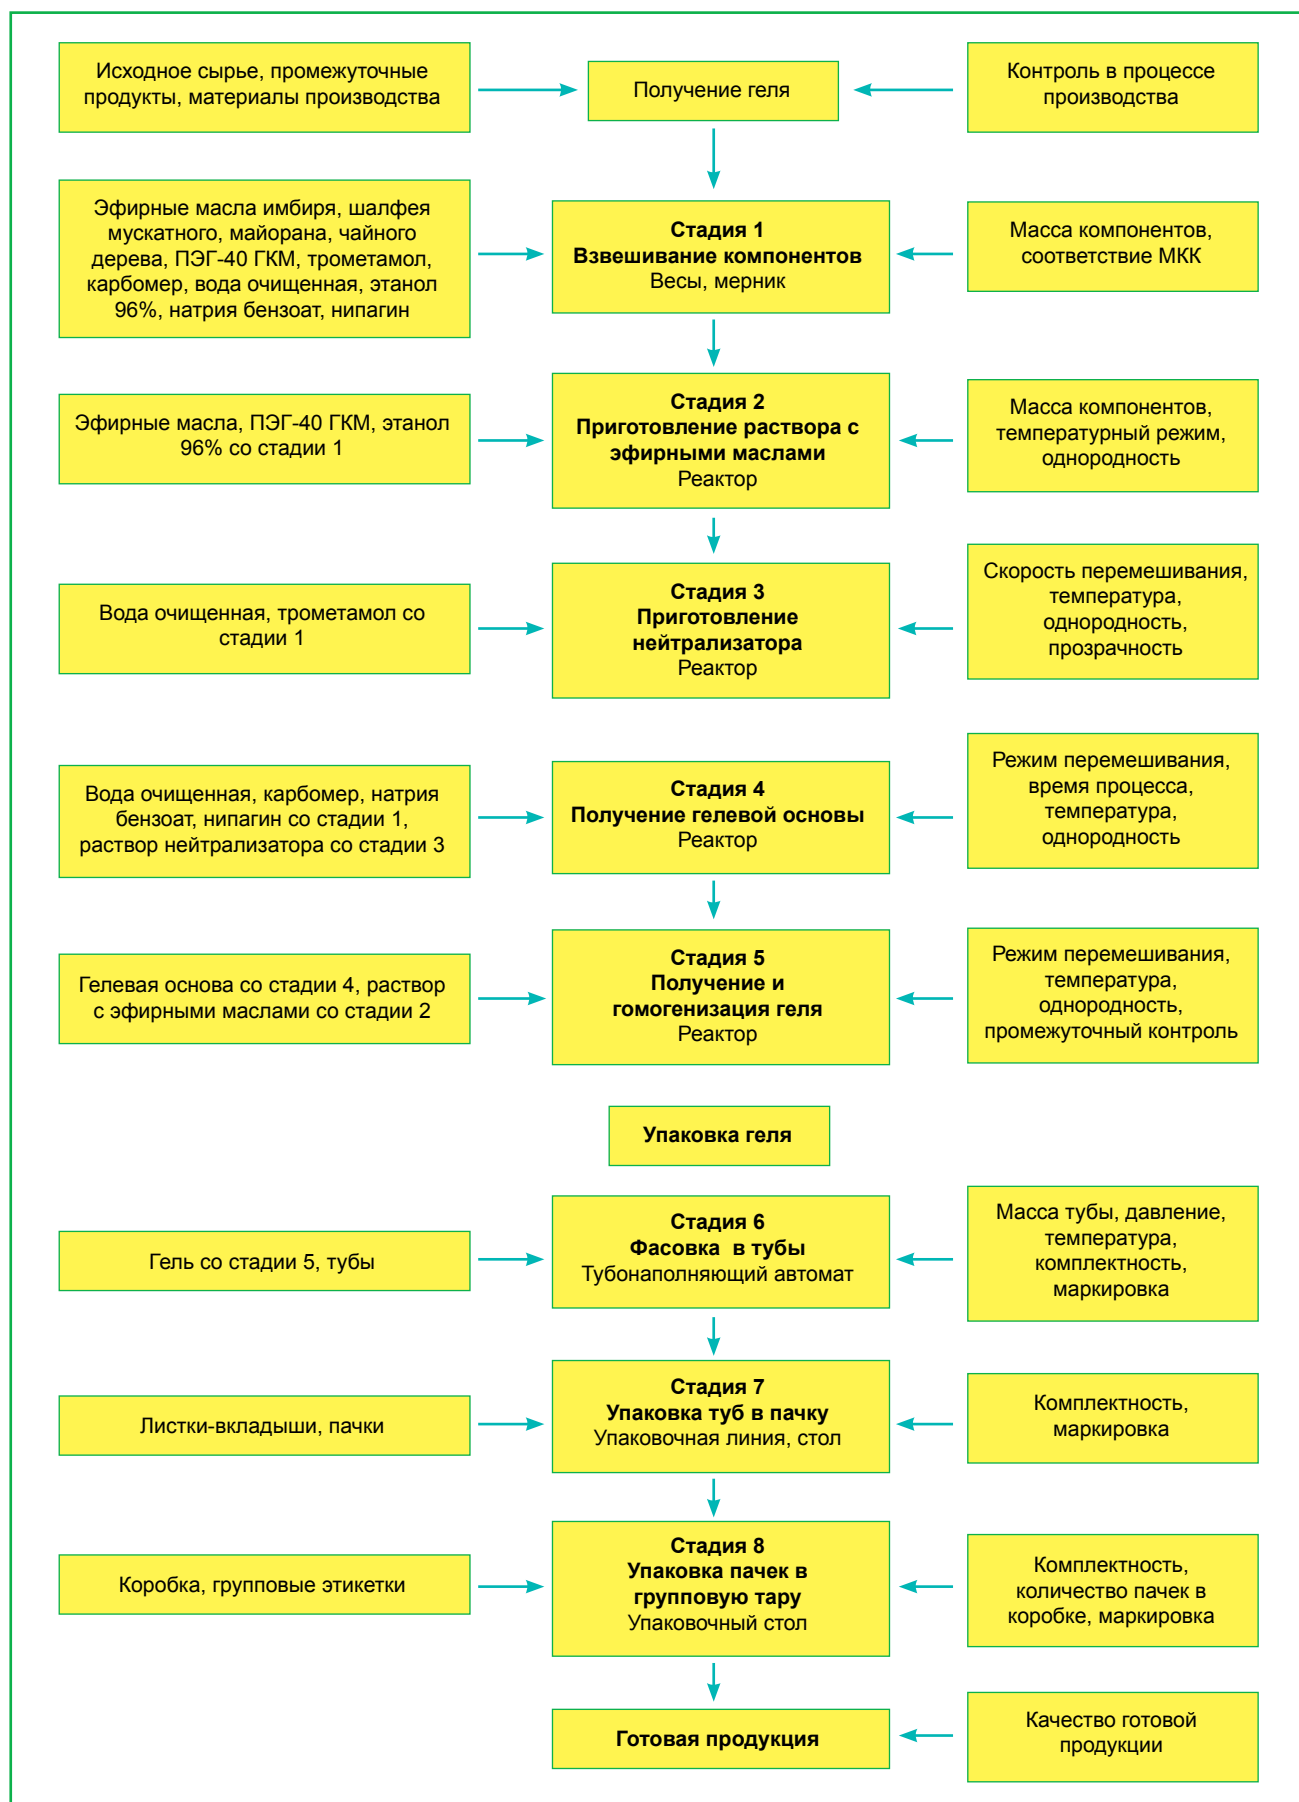 Исходное сырье, промежуточные
продукты, материалы производства
Получение геля
Контроль в процессе
производства
Эфирные масла имбиря, шалфея
мускатного, майорана, чайного
дерева, ПЭГ-40 ГКМ, трометамол,
карбомер, вода очищенная, этанол
96%, натрия бензоат, нипагин
Стадия 1
Взвешивание компонентов
Весы, мерник
Масса компонентов,
соответствие МКК
Эфирные масла, ПЭГ-40 ГКМ, этанол
96% со стадии 1
Стадия 2
Приготовление раствора с
эфирными маслами
Реактор
Масса компонентов,
температурный режим,
однородность
Вода очищенная, трометамол со
стадии 1
Стадия 3
Приготовление
нейтрализатора
Реактор
Скорость перемешивания,
температура,
однородность,
прозрачность
Вода очищенная, карбомер, натрия
бензоат, нипагин со стадии 1,
раствор нейтрализатора со стадии 3
Стадия 4
Получение гелевой основы
Реактор
Режим перемешивания,
время процесса,
температура,
однородность
Гелевая основа со стадии 4, раствор
с эфирными маслами со стадии 2
Стадия 5
Получение и
гомогенизация геля
Реактор
Режим перемешивания,
температура,
однородность,
промежуточный контроль
Упаковка геля
Гель со стадии 5, тубы
Стадия 6
Фасовка в тубы
Тубонаполняющий автомат
Масса тубы, давление,
температура,
комплектность,
маркировка
Листки-вкладыши, пачки
Стадия 7
Упаковка туб в пачку
Упаковочная линия, стол
Комплектность,
маркировка
Коробка, групповые этикетки
Стадия 8
Упаковка пачек в
групповую тару
Упаковочный стол
Комплектность,
количество пачек в
коробке, маркировка
Готовая продукция
Качество готовой
продукции